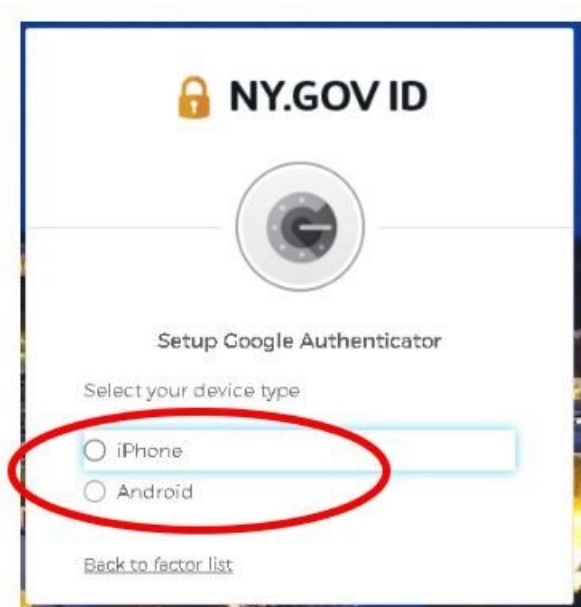 NY.GOV ID
Setup Google Authenticator
Select your device type
iPhone
Android
Back to factor list